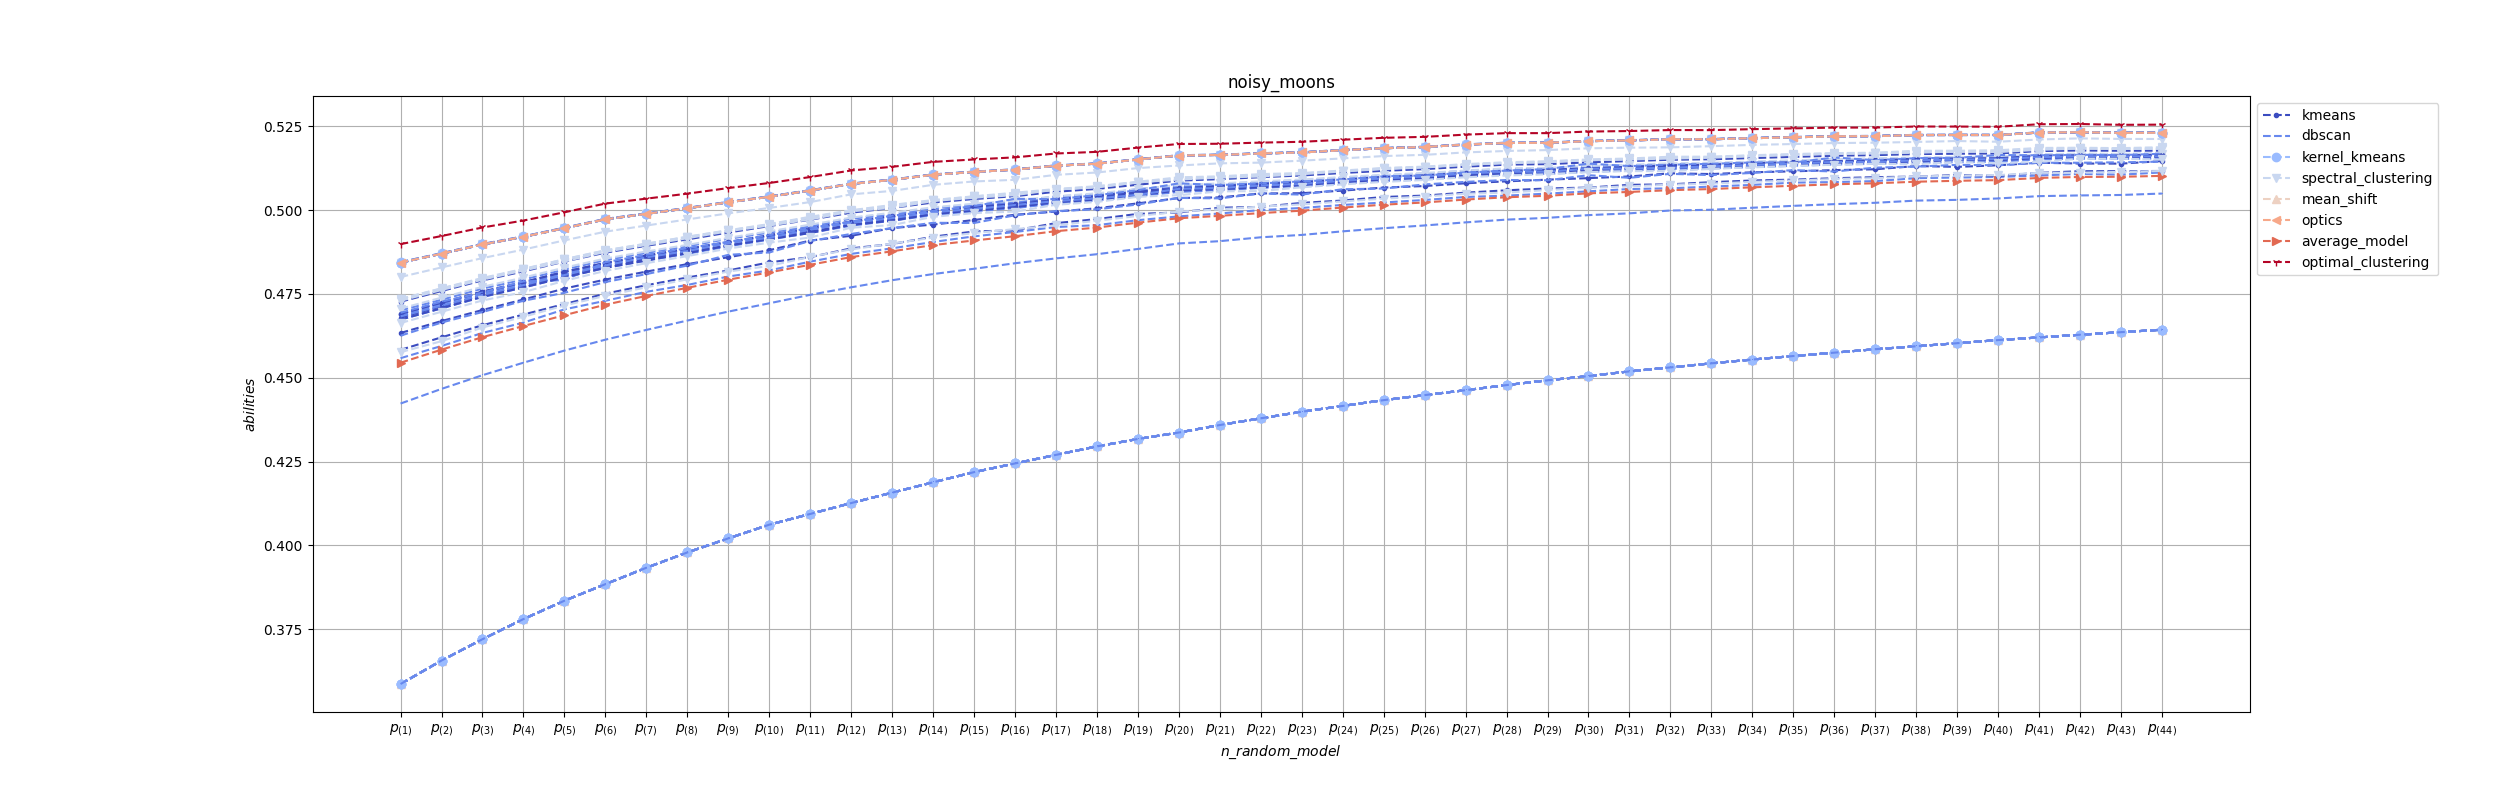 noisy_moons
0.525
0.500
0.475
0.450
0.425
0.400
0.375
abilities
p(1) p(2) p(3) p(4) p(5) p(6) p(7) p(8) p(9) p(10) p(11) p(12) p(13) p(14) p(15) p(16) p(17) p(18) p(19) p(20) p(21) p(22) p(23) p(24) p(25) p(26) p(27) p(28) p(29) p(30) p(31) p(32) p(33) p(34) p(35) p(36) p(37) p(38) p(39) p(40) p(41) p(42) p(43) p(44)
n_random_model
kmeans
dbscan
kernel_kmeans
spectral_clustering
mean_shift
optics
average_model
optimal_clustering